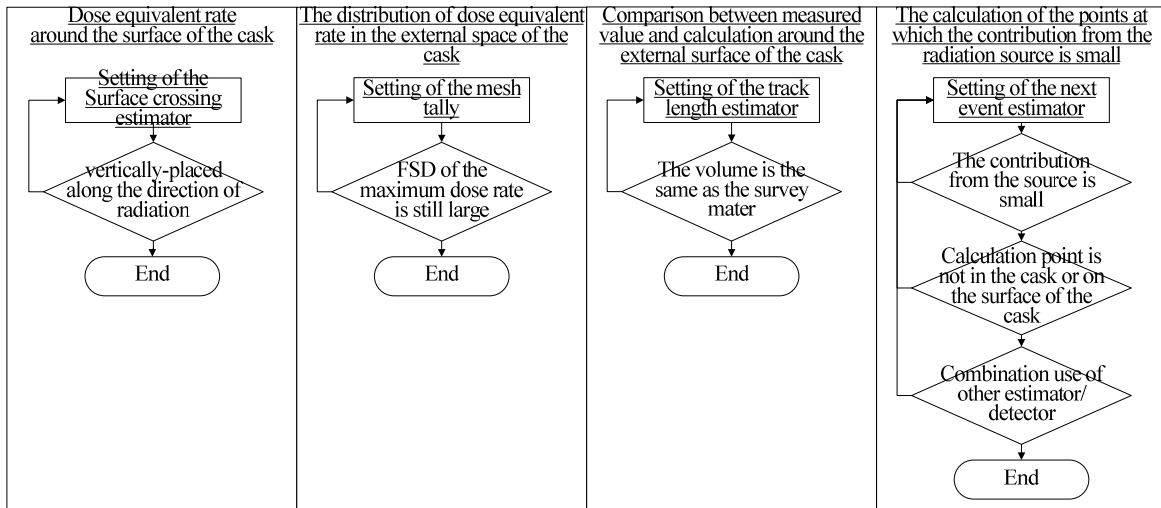 Dose equivalent rate
around the surface of the cask
Setting of the
Surface crossing
estimator
vertically-placed
along the direction of
radiation
End
The distribution of dose equivalent
rate in the external space of the
cask
Setting of the mesh
tally
FSD of the
maximum dose rate
is still large
End
Comparison between measured
value and calculation around the
external surface of the cask
Setting of the track
length estimator
The volume is the
same as the survey
mater
End
The calculation of the points at
which the contribution from the
radiation source is small
Setting of the next
event estimator
The contribution
from the source is
small
Calculation point is
not in the cask or on
the surface of the
cask
Combination use of
other estimator/
detector
End